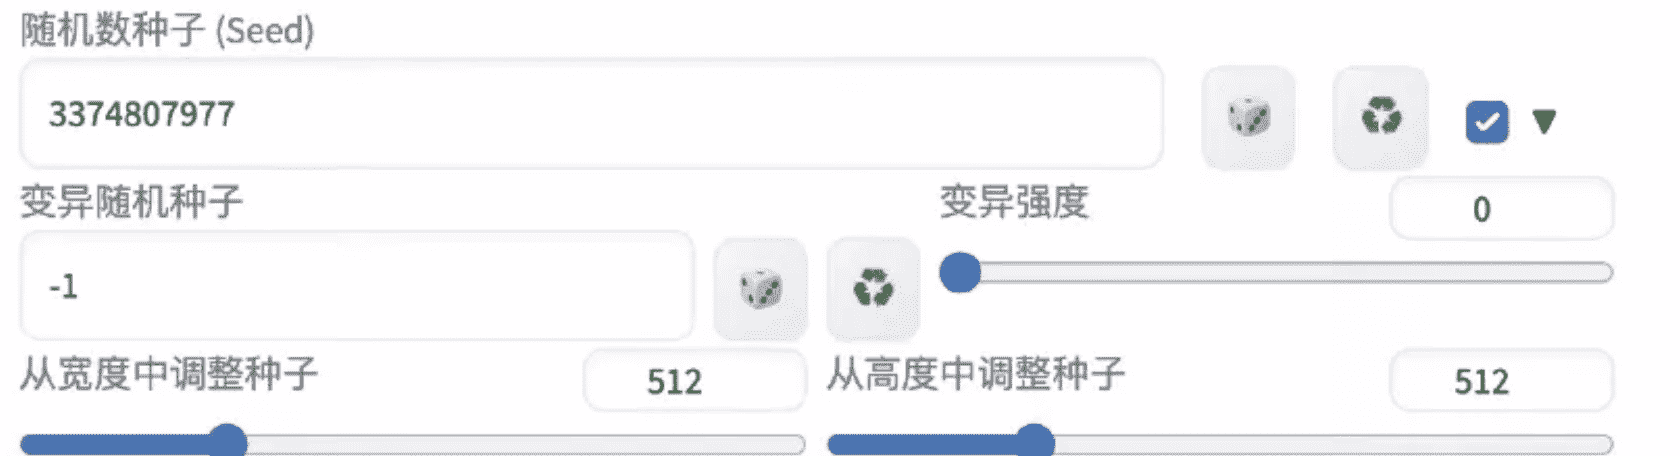 随机数种子 (Seed)
3374807977
变异随机种子
变异强度
0
-1
从宽度中调整种子
512
从高度中调整种子
512